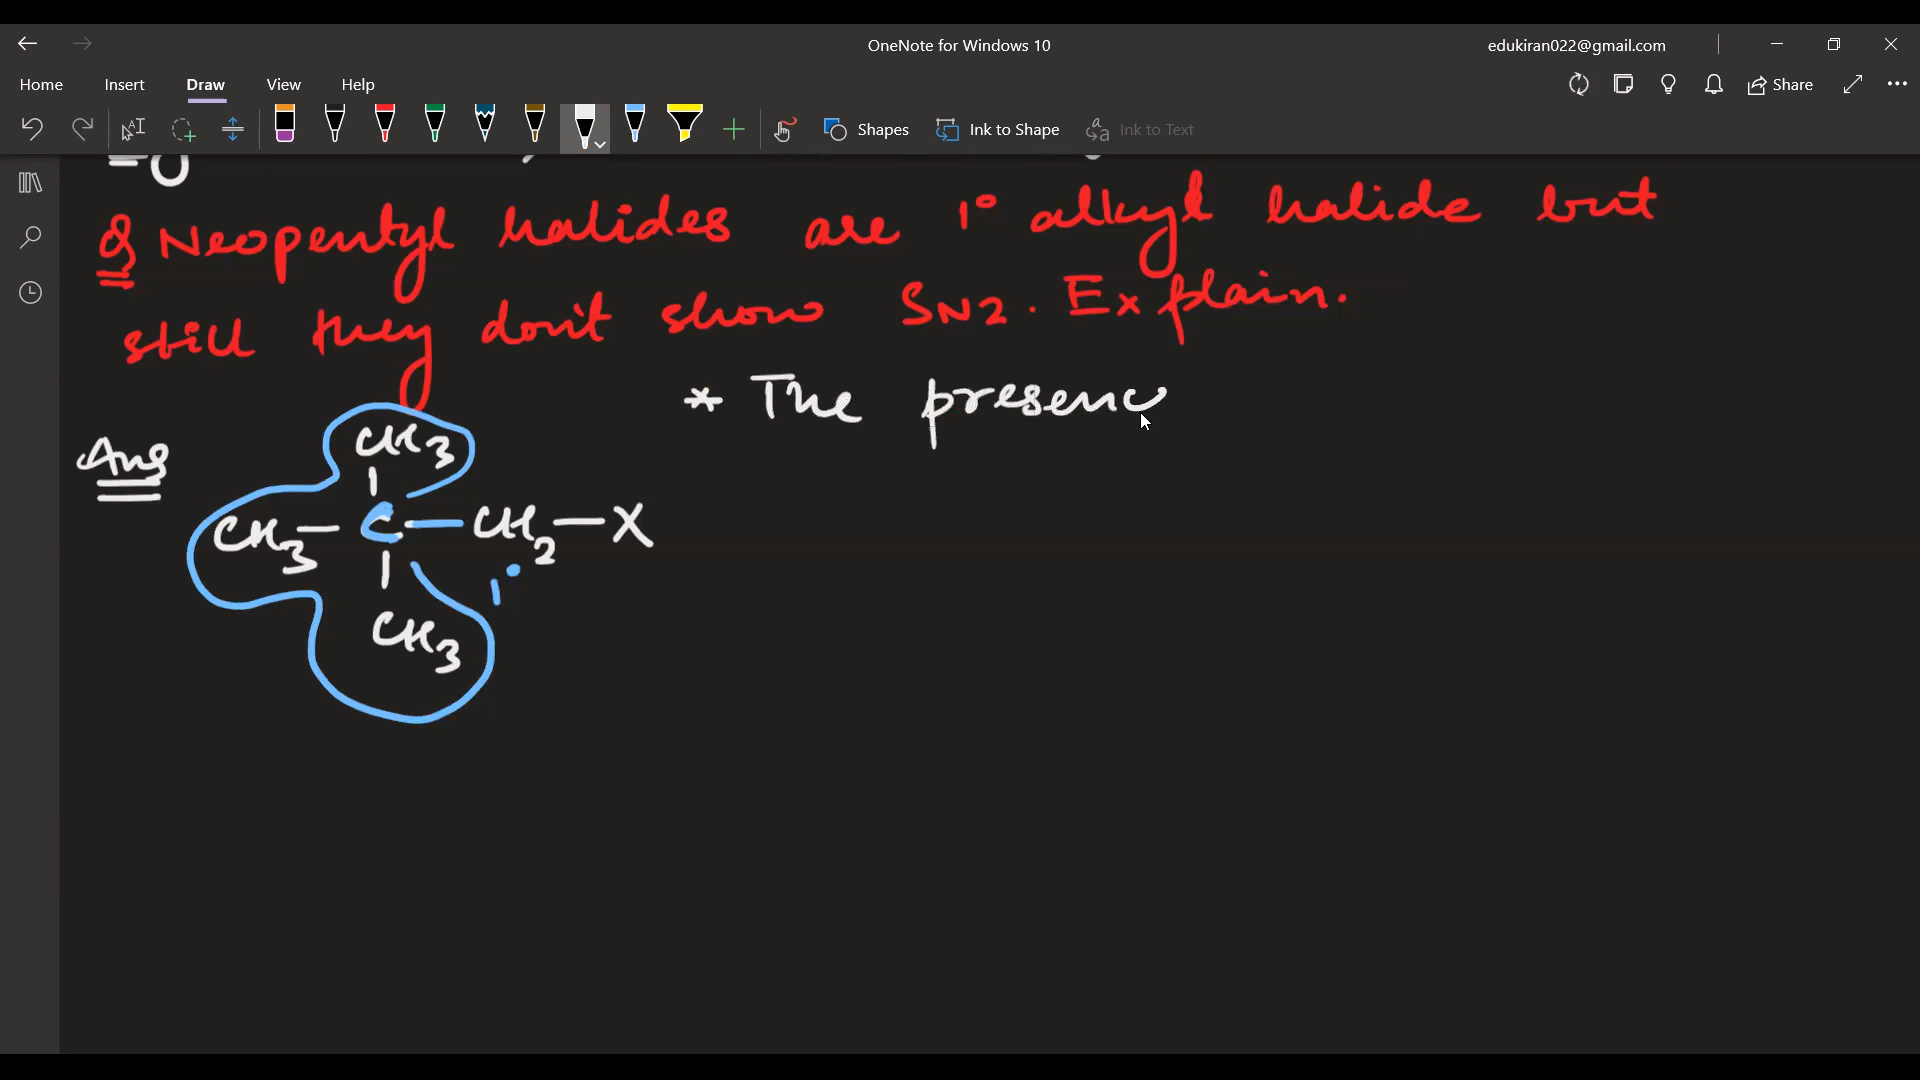 OneNote for Windows 10
edukiran022@gmail.com
Home Insert Draw View Help
Share
Shapes Ink to Shape Ink to Text
Q Neopentyl halides are 1° alkyl halide but
still they don't show SN2. Explain.
* The presenc
Ans
CH3
CH3 — C — CH2 — X
1°
CH3